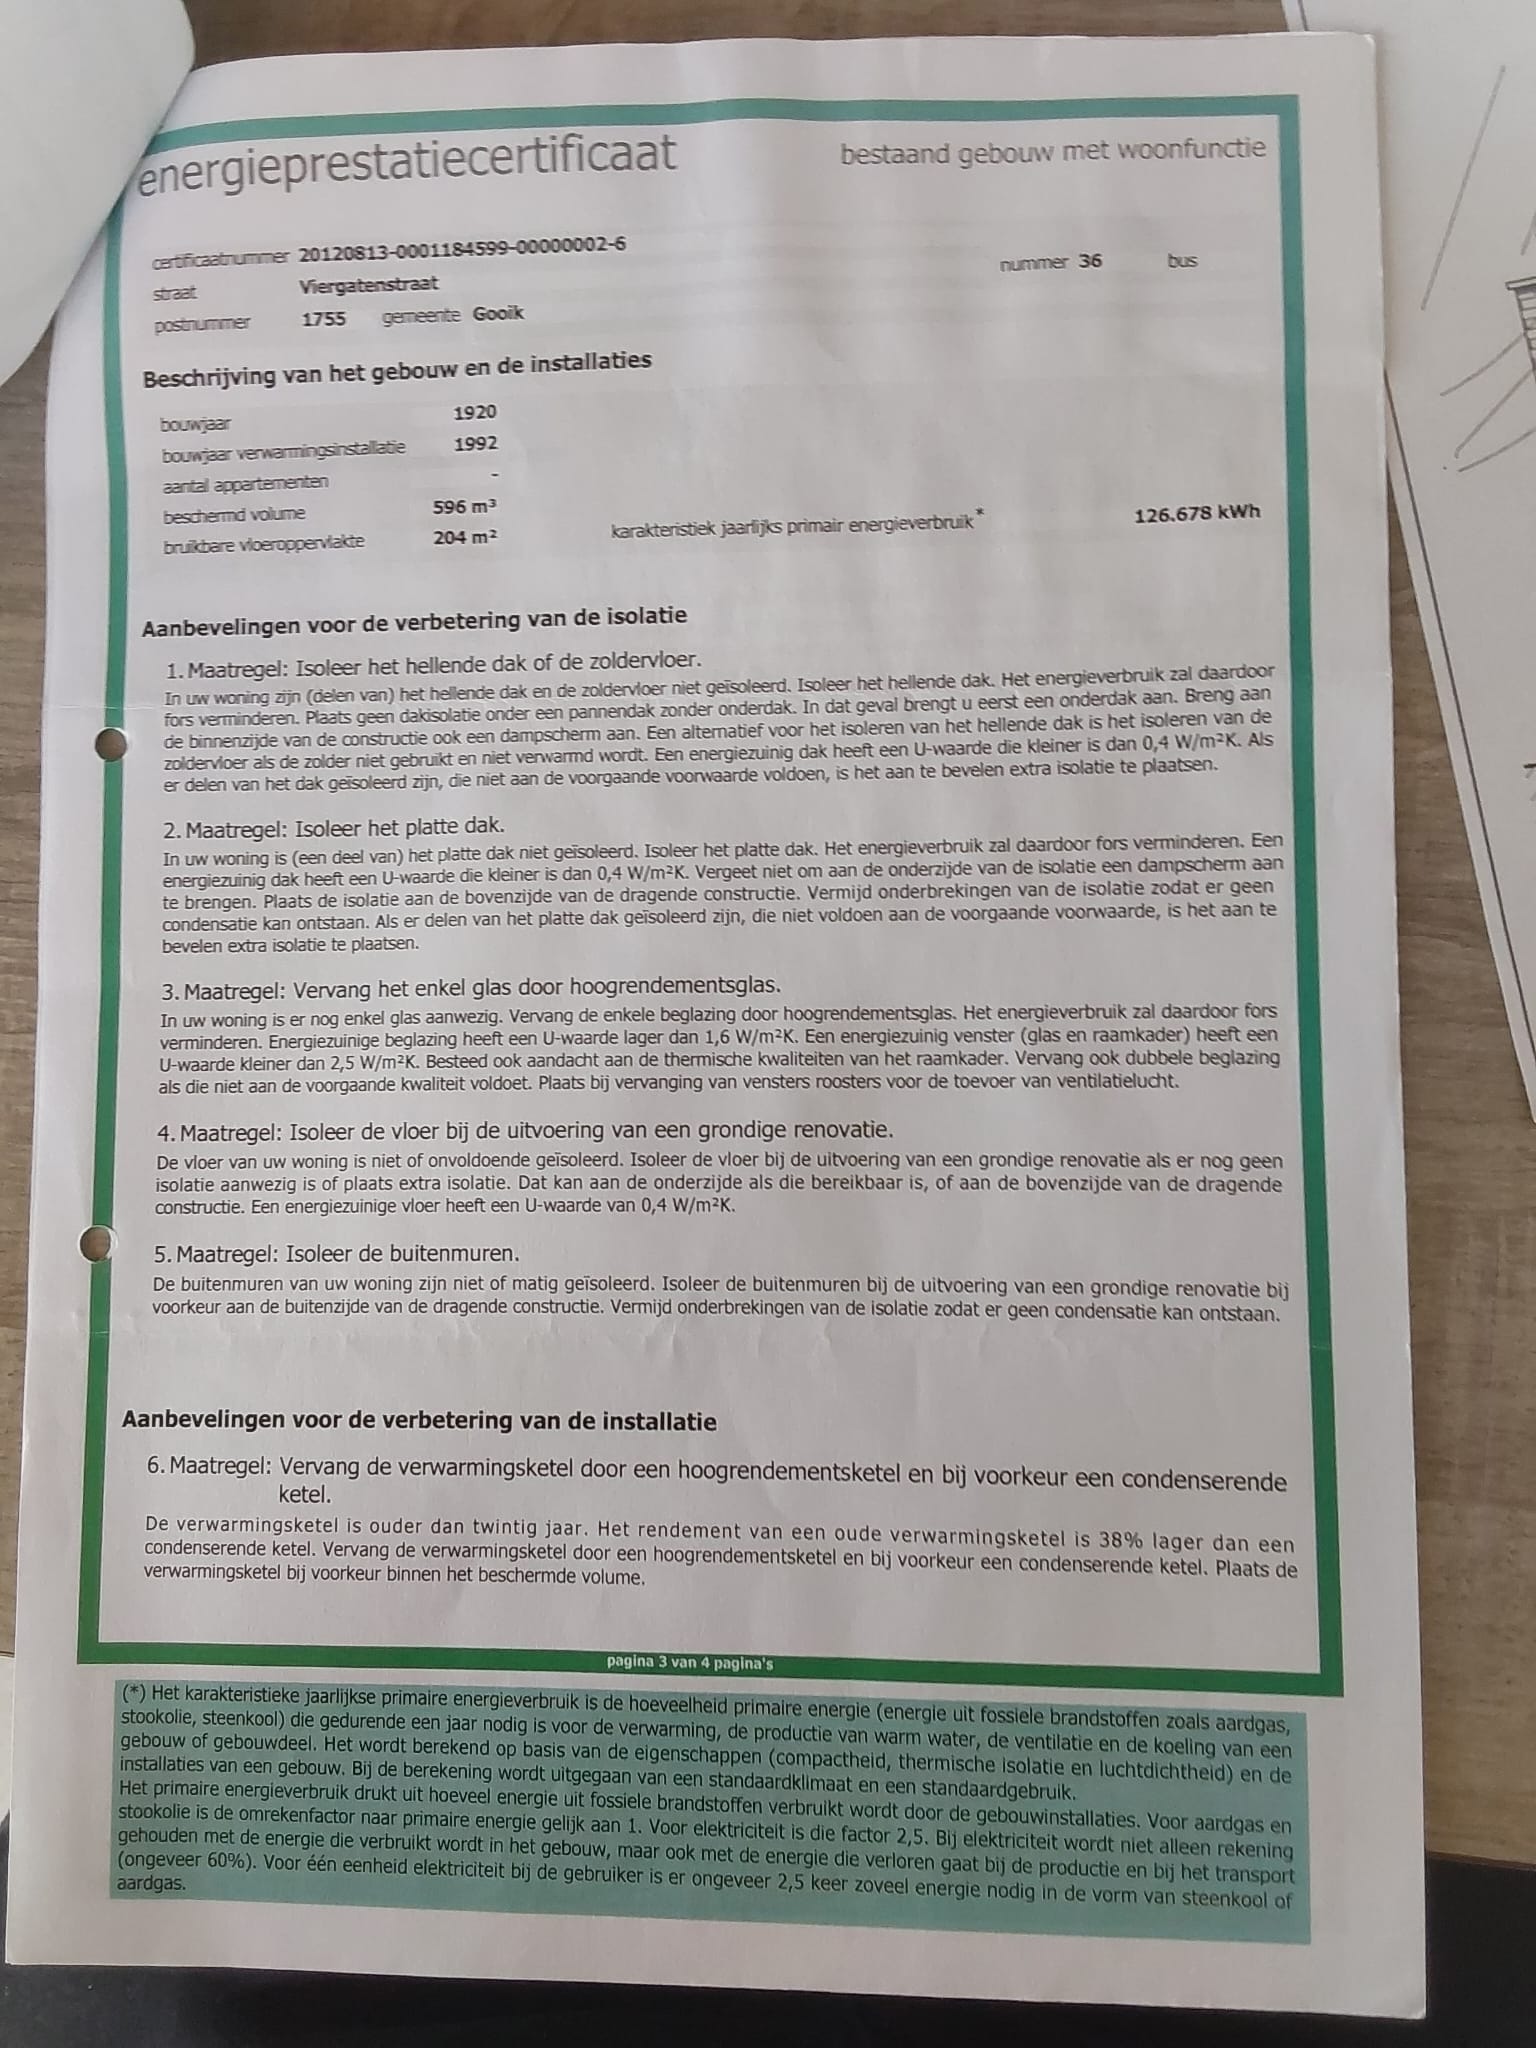 energieprestatiecertificaat
bestaand gebouw met woonfunctie
certificaatnummer 20120813-0001184599-00000002-6
straat Viergatenstraat nummer 36 bus
postnummer 1755 gemeente Gooik
Beschrijving van het gebouw en de installaties
bouwjaar 1920
bouwjaar verwarmingsinstallatie 1992
aantal appartementen -
beschermd volume 596 m³
bruikbare vloeroppervlakte 204 m² karakteristiek jaarlijks primair energieverbruik* 126.678 kWh
Aanbevelingen voor de verbetering van de isolatie
1. Maatregel: Isoleer het hellende dak of de zoldervloer.
In uw woning zijn (delen van) het hellende dak en de zoldervloer niet geïsoleerd. Isoleer het hellende dak. Het energieverbruik zal daardoor
fors verminderen. Plaats geen dakisolatie onder een pannendak zonder onderdak. In dat geval brengt u eerst een onderdak aan. Breng aan
de binnenzijde van de constructie ook een dampscherm aan. Een alternatief voor het isoleren van het hellende dak is het isoleren van de
zoldervloer als de zolder niet gebruikt en niet verwarmd wordt. Een energiezuinig dak heeft een U-waarde die kleiner is dan 0,4 W/m²K. Als
er delen van het dak geïsoleerd zijn, die niet aan de voorgaande voorwaarde voldoen, is het aan te bevelen extra isolatie te plaatsen.
2. Maatregel: Isoleer het platte dak.
In uw woning is (een deel van) het platte dak niet geïsoleerd. Isoleer het platte dak. Het energieverbruik zal daardoor fors verminderen. Een
energiezuinig dak heeft een U-waarde die kleiner is dan 0,4 W/m²K. Vergeet niet om aan de onderzijde van de isolatie een dampscherm aan
te brengen. Plaats de isolatie aan de bovenzijde van de dragende constructie. Vermijd onderbrekingen van de isolatie zodat er geen
condensatie kan ontstaan. Als er delen van het platte dak geïsoleerd zijn, die niet voldoen aan de voorgaande voorwaarde, is het aan te
bevelen extra isolatie te plaatsen.
3. Maatregel: Vervang het enkel glas door hoogrendementsglas.
In uw woning is er nog enkel glas aanwezig. Vervang de enkele beglazing door hoogrendementsglas. Het energieverbruik zal daardoor fors
verminderen. Energiezuinige beglazing heeft een U-waarde lager dan 1,6 W/m²K. Een energiezuinig venster (glas en raamkader) heeft een
U-waarde kleiner dan 2,5 W/m²K. Besteed ook aandacht aan de thermische kwaliteiten van het raamkader. Vervang ook dubbele beglazing
als die niet aan de voorgaande kwaliteit voldoet. Plaats bij vervanging van vensters roosters voor de toevoer van ventilatielucht.
4. Maatregel: Isoleer de vloer bij de uitvoering van een grondige renovatie.
De vloer van uw woning is niet of onvoldoende geïsoleerd. Isoleer de vloer bij de uitvoering van een grondige renovatie als er nog geen
isolatie aanwezig is of plaats extra isolatie. Dat kan aan de onderzijde als die bereikbaar is, of aan de bovenzijde van de dragende
constructie. Een energiezuinige vloer heeft een U-waarde van 0,4 W/m²K.
5. Maatregel: Isoleer de buitenmuren.
De buitenmuren van uw woning zijn niet of matig geïsoleerd. Isoleer de buitenmuren bij de uitvoering van een grondige renovatie bij
voorkeur aan de buitenzijde van de dragende constructie. Vermijd onderbrekingen van de isolatie zodat er geen condensatie kan ontstaan.
Aanbevelingen voor de verbetering van de installatie
6. Maatregel: Vervang de verwarmingsketel door een hoogrendementsketel en bij voorkeur een condenserende
ketel.
De verwarmingsketel is ouder dan twintig jaar. Het rendement van een oude verwarmingsketel is 38% lager dan een
condenserende ketel. Vervang de verwarmingsketel door een hoogrendementsketel en bij voorkeur een condenserende ketel. Plaats de
verwarmingsketel bij voorkeur binnen het beschermde volume.
pagina 3 van 4 pagina's
(*) Het karakteristieke jaarlijkse primaire energieverbruik is de hoeveelheid primaire energie (energie uit fossiele brandstoffen zoals aardgas,
stookolie, steenkool) die gedurende een jaar nodig is voor de verwarming, de productie van warm water, de ventilatie en de koeling van een
gebouw of gebouwdeel. Het wordt berekend op basis van de eigenschappen (compactheid, thermische isolatie en luchtdichtheid) en de
installaties van een gebouw. Bij de berekening wordt uitgegaan van een standaardklimaat en een standaardgebruik.
Het primaire energieverbruik drukt uit hoeveel energie uit fossiele brandstoffen verbruikt wordt door de gebouwinstallaties. Voor aardgas en
stookolie is de omrekenfactor naar primaire energie gelijk aan 1. Voor elektriciteit is die factor 2,5. Bij elektriciteit wordt niet alleen rekening
gehouden met de energie die verbruikt wordt in het gebouw, maar ook met de energie die verloren gaat bij de productie en bij het transport
(ongeveer 60%). Voor één eenheid elektriciteit bij de gebruiker is er ongeveer 2,5 keer zoveel energie nodig in de vorm van steenkool of
aardgas.